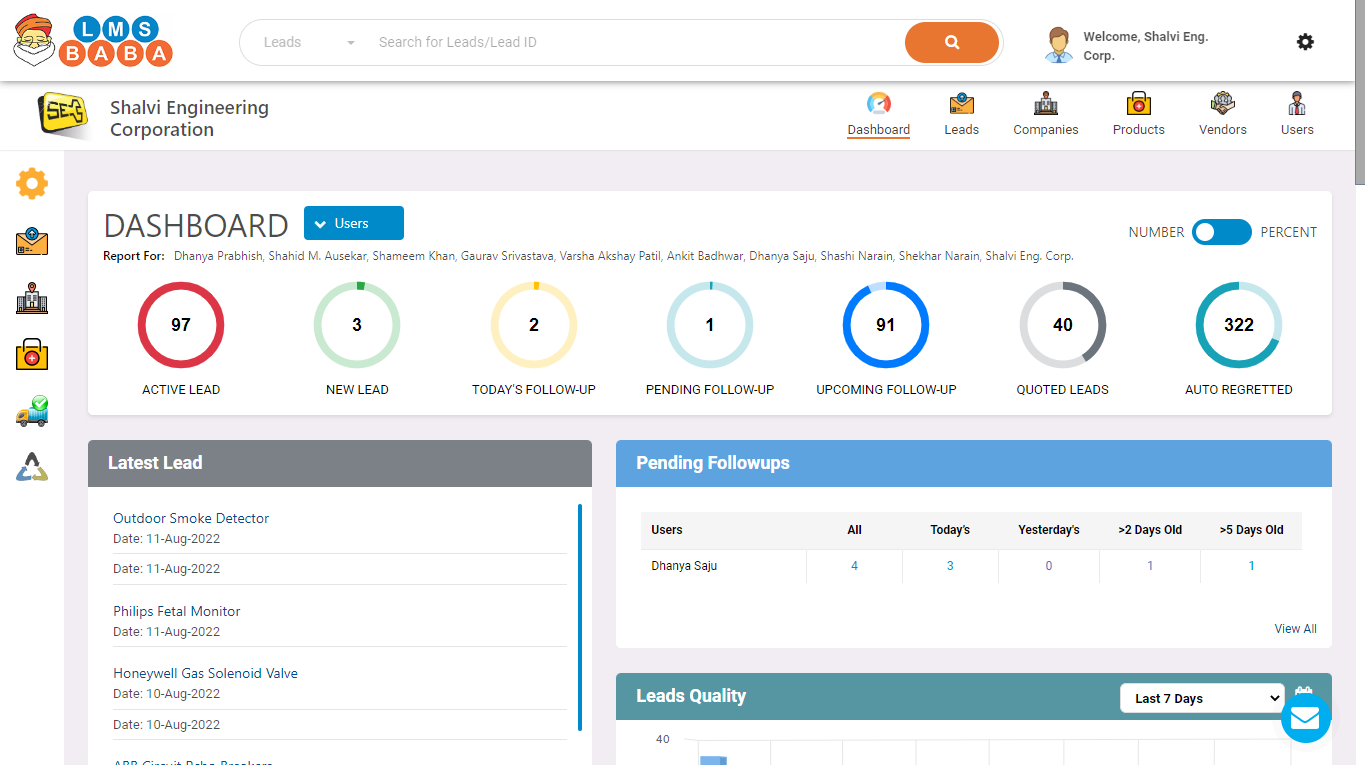 LMS
BABA
Leads
Search for Leads/Lead ID
Welcome, Shalvi Eng.
Corp.
SE
Shalvi Engineering
Corporation
Dashboard
Leads
Companies
Products
Vendors
Users
DASHBOARD
Users
NUMBER
PERCENT
Report For: Dhanya Prabhish, Shahid M. Ausekar, Shameem Khan, Gaurav Srivastava, Varsha Akshay Patil, Ankit Badhwar, Dhanya Saju, Shashi Narain, Shekhar Narain, Shalvi Eng. Corp.
97
3
2
1
91
40
322
ACTIVE LEAD
NEW LEAD
TODAY'S FOLLOW-UP
PENDING FOLLOW-UP
UPCOMING FOLLOW-UP
QUOTED LEADS
AUTO REGRETTED
Latest Lead
Outdoor Smoke Detector
Date: 11-Aug-2022
Date: 11-Aug-2022
Philips Fetal Monitor
Date: 11-Aug-2022
Honeywell Gas Solenoid Valve
Date: 10-Aug-2022
Date: 10-Aug-2022
Pending Followups
Users All Today's Yesterday's >2 Days Old >5 Days Old
Dhanya Saju 4 3 0 1 1
View All
Leads Quality
Last 7 Days
40